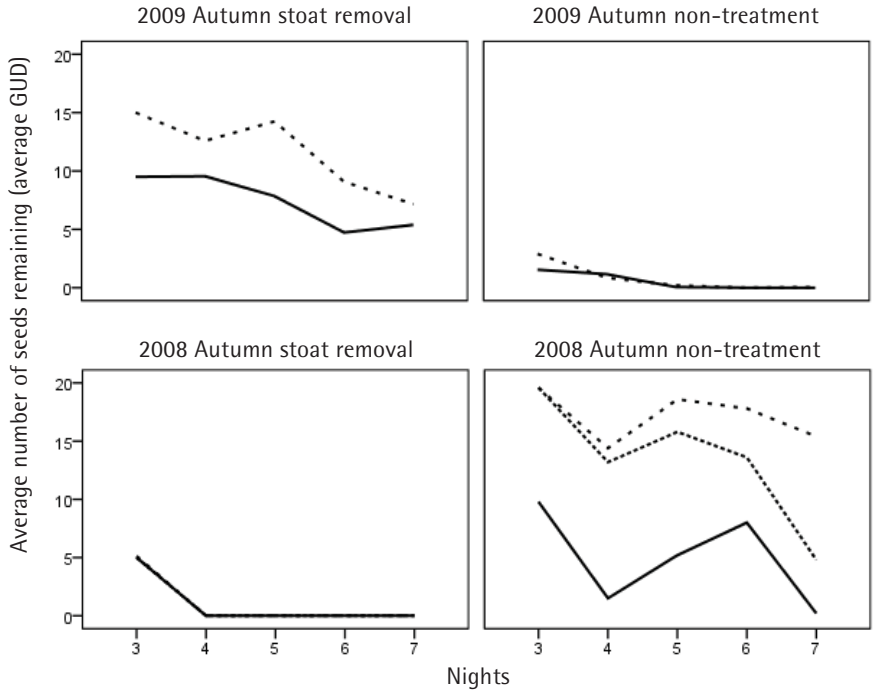 2009 Autumn stoat removal
2009 Autumn non-treatment
Average number of seeds remaining (average GUD)
20
15
10
5
0
2008 Autumn stoat removal
2008 Autumn non-treatment
20
15
10
5
0
3 4 5 6 7
3 4 5 6 7
Nights